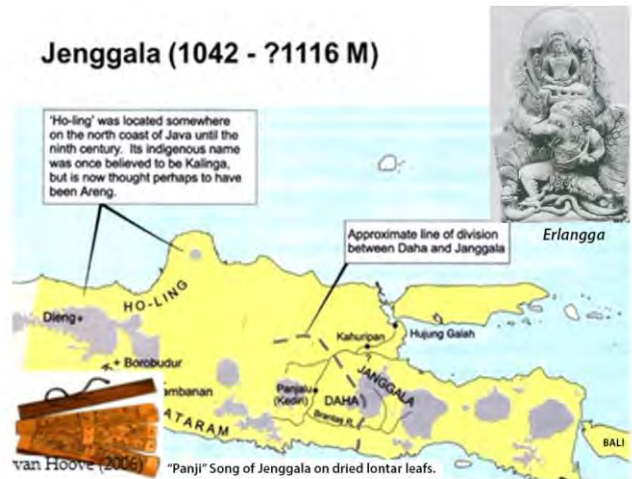 Jenggala (1042 - ?1116 M)
'Ho-ling' was located somewhere
on the north coast of Java until the
ninth century. Its indigenous name
was once believed to be Kalinga,
but is now thought perhaps to have
been Areng.
Approximate line of division
between Daha and Janggala
Erlangga
HO-LING
Dieng+
+ Borobudur
ambanan
ATARAM
Kahuripan
?
Hujung Galah
Panjalu
(Kediri)
DAHA
JANGGALA
Brantas R.
BALI
van Hoove (2006)
"Panji" Song of Jenggala on dried lontar leafs.